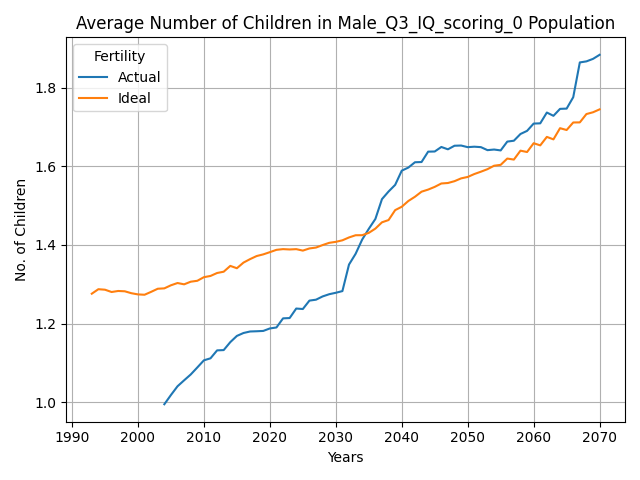 Average Number of Children in Male_Q3_IQ_scoring_0 Population
Fertility
Actual
Ideal
No. of Children
1.8
1.6
1.4
1.2
1.0
1990 2000 2010 2020 2030 2040 2050 2060 2070
Years